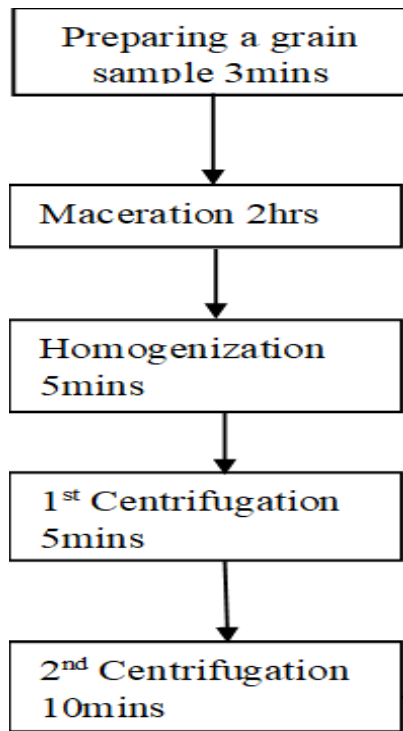 Preparing a grain
sample 3mins
Maceration 2hrs
Homogenization
5mins
1st Centrifugation
5mins
2nd Centrifugation
10mins